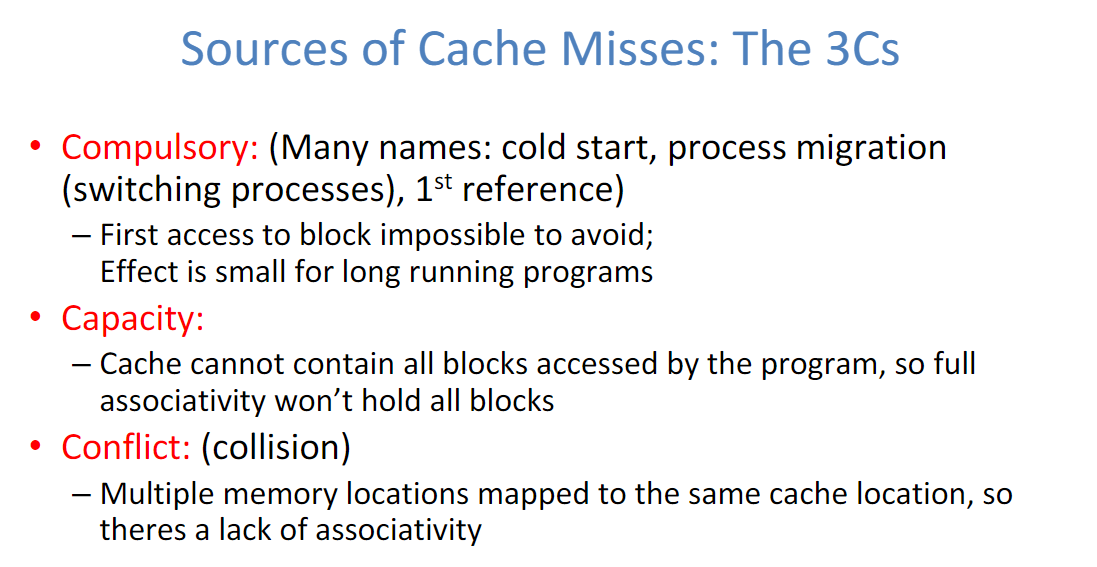 Sources of Cache Misses: The 3Cs
• Compulsory: (Many names: cold start, process migration
(switching processes), 1st reference)
– First access to block impossible to avoid;
Effect is small for long running programs
• Capacity:
– Cache cannot contain all blocks accessed by the program, so full
associativity won’t hold all blocks
• Conflict: (collision)
– Multiple memory locations mapped to the same cache location, so
theres a lack of associativity